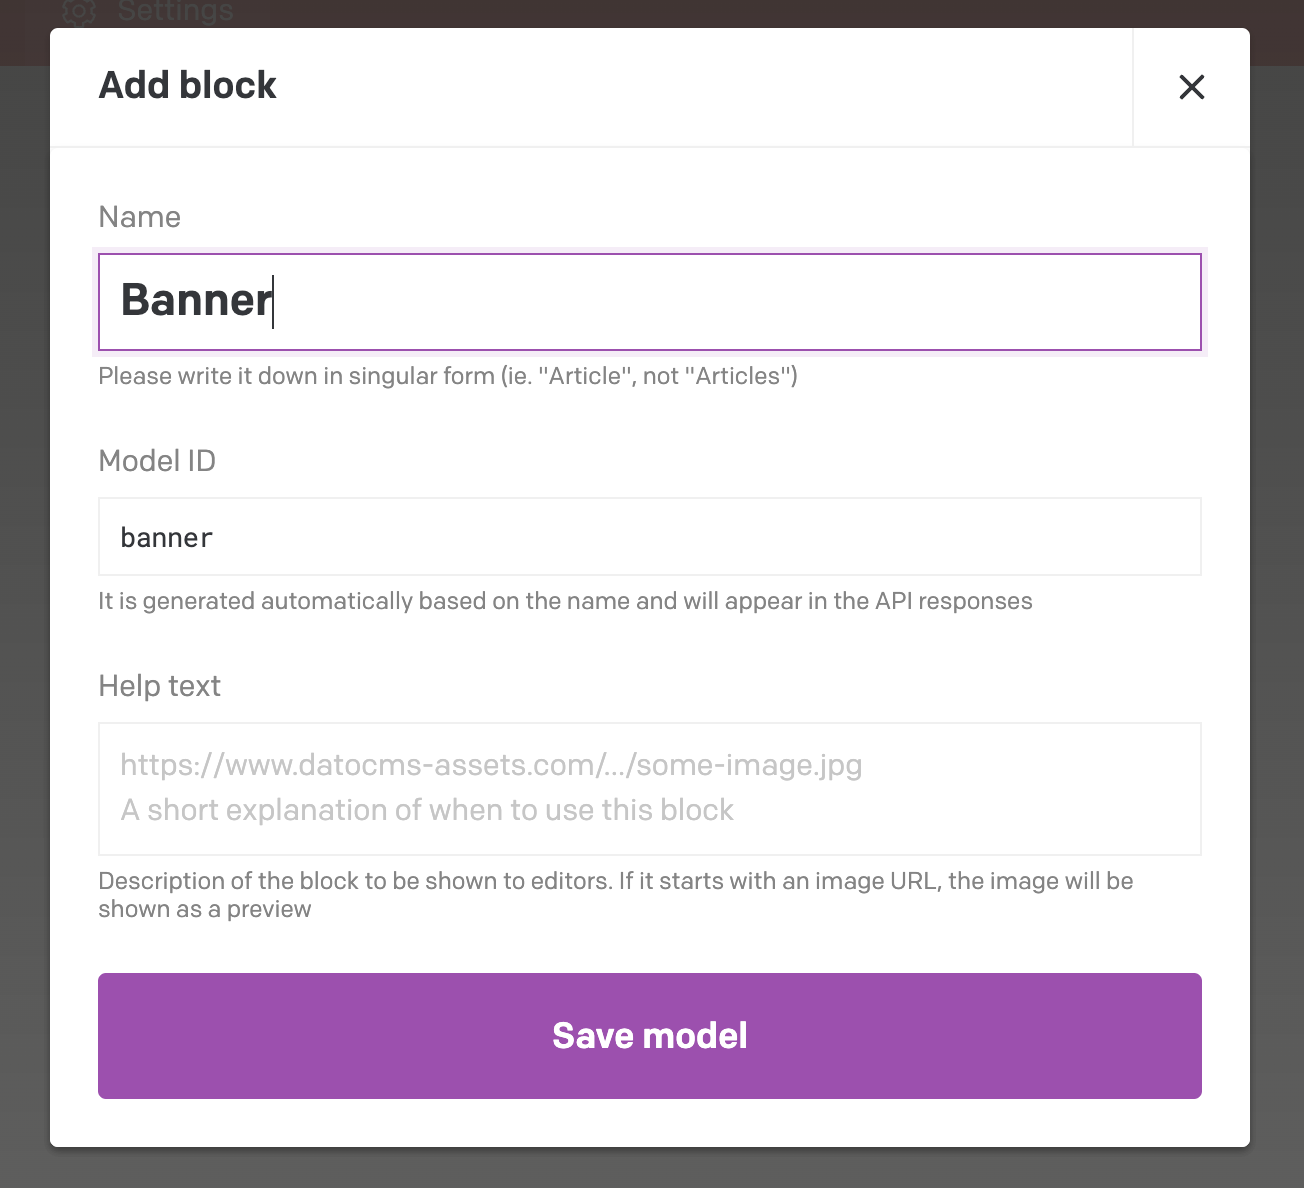 Settings
Add block
Name
Banner
Please write it down in singular form (ie. "Article", not "Articles")
Model ID
banner
It is generated automatically based on the name and will appear in the API responses
Help text
https://www.datocms-assets.com/.../some-image.jpg
A short explanation of when to use this block
Description of the block to be shown to editors. If it starts with an image URL, the image will be
shown as a preview
Save model